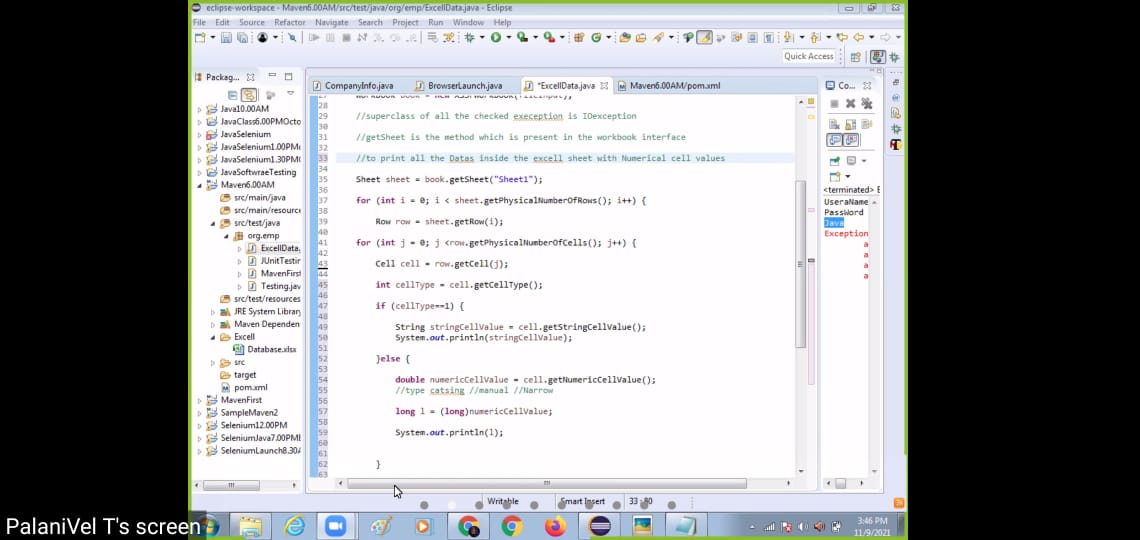 eclipse-workspace - Maven6.00AM/src/test/java/org/emp/ExcellData.java - Eclipse
File Edit Source Refactor Navigate Search Project Run Window Help
Quick Access
Packag...
CompanyInfo.java
BrowserLaunch.java
*ExcellData.java
Maven6.00AM/pom.xml
Co...
Java10.00AM
JavaClass6.00PMOcto
JavaSelenium
JavaSelenium1.00PM
JavaSelenium1.30PM
JavaSoftwraeTesting
Maven6.00AM
src/main/java
src/main/resource
src/test/java
org.emp
ExcellData.
JUnitTestir
MavenFirst
Testing.jav
src/test/resources
JRE System Library
Maven Dependen
Excell
Database.xlsx
src
target
pom.xml
MavenFirst
SampleMaven2
Selenium12.00PM
SeleniumJava7.00PM
SeleniumLaunch8.30A
28
29 //superclass of all the checked exeception is IOexception
30
31 //getSheet is the method which is present in the workbook interface
32
33 //to print all the Datas inside the excell sheet with Numerical cell values
34
35 Sheet sheet = book.getSheet("Sheet1");
36
37 for (int i = 0; i < sheet.getPhysicalNumberOfRows(); i++) {
38
39 Row row = sheet.getRow(i);
40
41 for (int j = 0; j <row.getPhysicalNumberOfCells(); j++) {
42
43 Cell cell = row.getCell(j);
44
45 int cellType = cell.getCellType();
46
47 if (cellType==1) {
48
49 String stringCellValue = cell.getStringCellValue();
50 System.out.println(stringCellValue);
51
52 }else {
53
54 double numericCellValue = cell.getNumericCellValue();
55 //type catsing //manual //Narrow
56
57 long l = (long)numericCellValue;
58
59 System.out.println(l);
60
61
62 }
63
<terminated> E
UseraName
PassWord
Java
Exception
a
a
a
a
Writable Smart Insert 33 : 80
PalaniVel T's screen
3:46 PM
11/9/2021